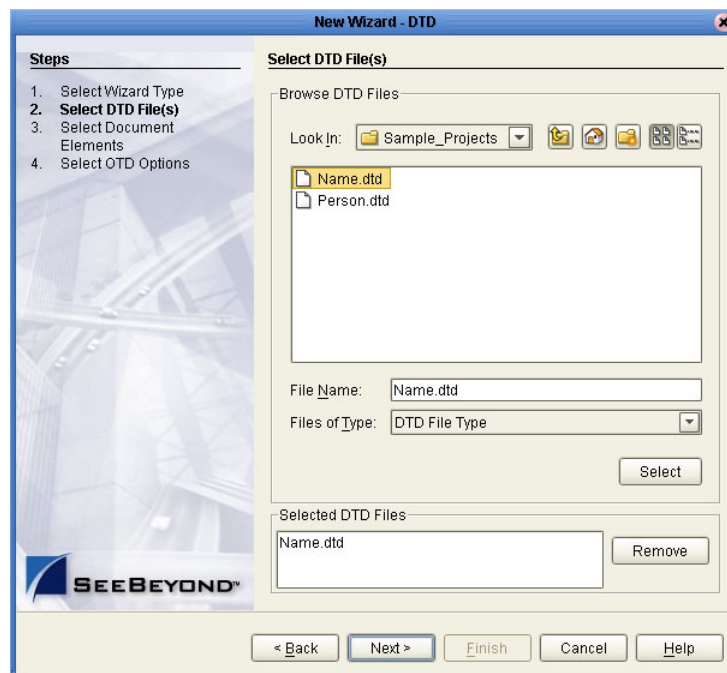 New Wizard - DTD
Steps
1. Select Wizard Type
2. Select DTD File(s)
3. Select Document
Elements
4. Select OTD Options
SEEBEYOND™
Select DTD File(s)
Browse DTD Files
Look In:
Sample_Projects
Name.dtd
Person.dtd
File Name:
Name.dtd
Files of Type:
DTD File Type
Select
Selected DTD Files
Name.dtd
Remove
< Back
Next >
Finish
Cancel
Help